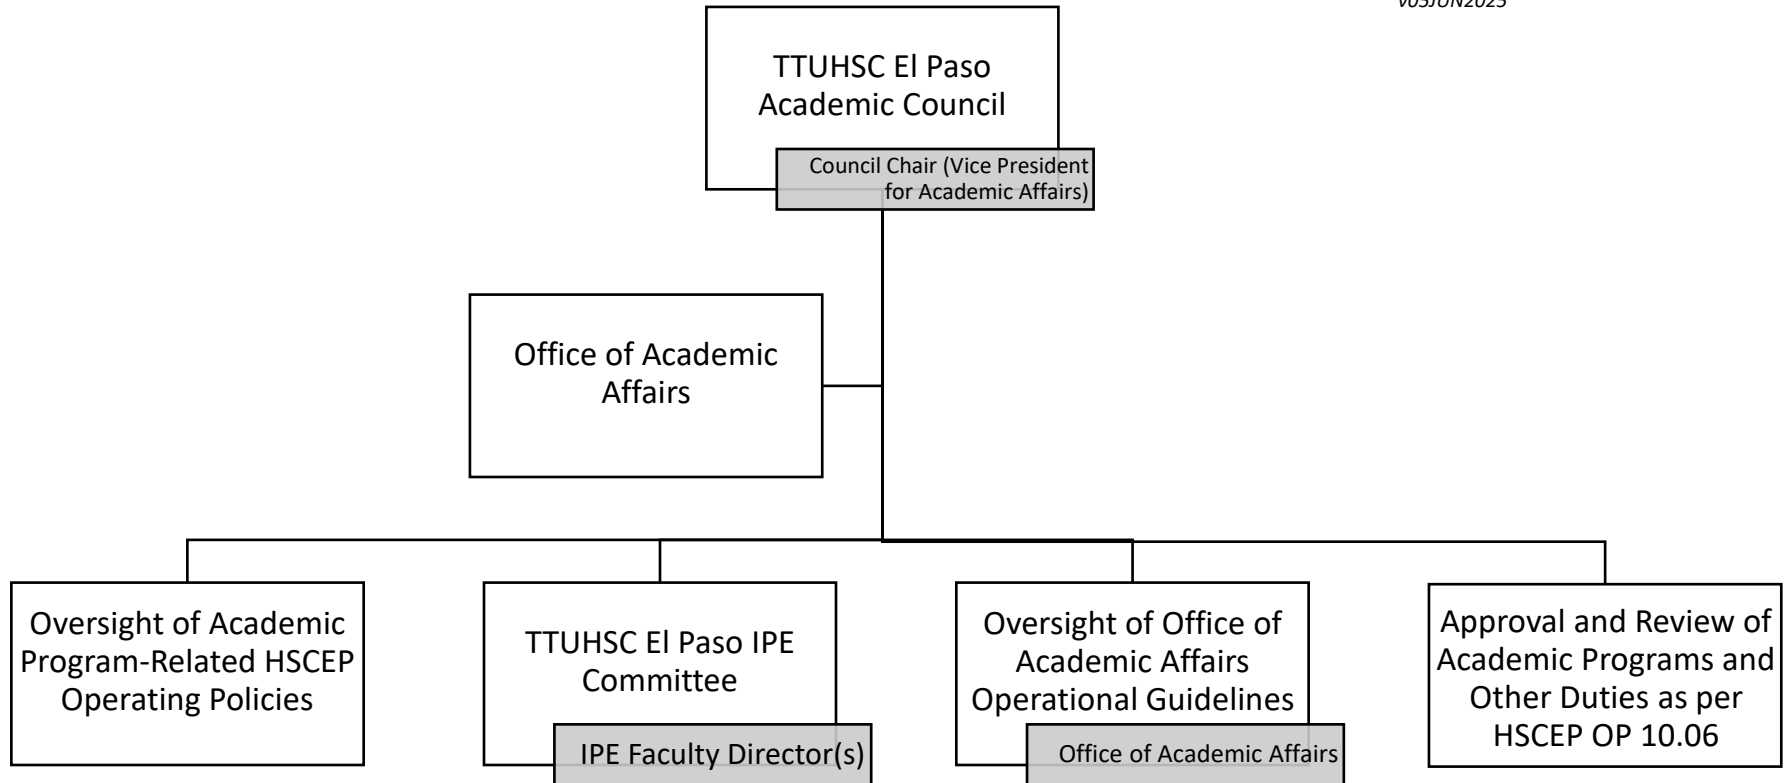 v05JUN2025
TTUHSC El Paso
Academic Council
Council Chair (Vice President
for Academic Affairs)
Office of Academic
Affairs
Oversight of Academic
Program-Related HSCEP
Operating Policies
TTUHSC El Paso IPE
Committee
IPE Faculty Director(s)
Oversight of Office of
Academic Affairs
Operational Guidelines
Office of Academic Affairs
Approval and Review of
Academic Programs and
Other Duties as per
HSCEP OP 10.06